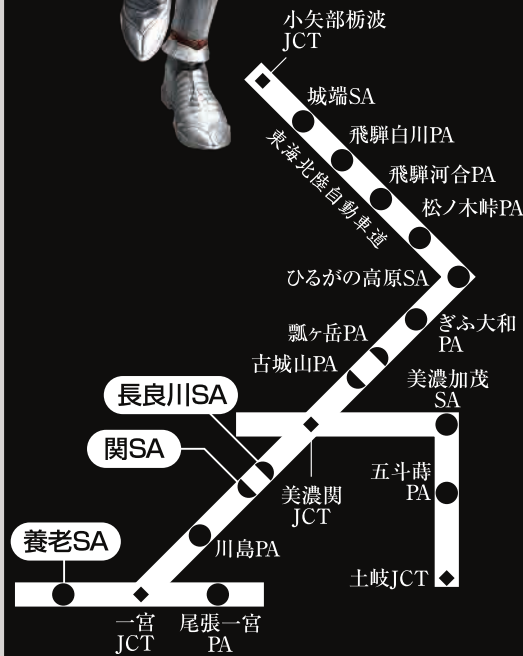 小矢部栃波
JCT
城端SA
飛騨白川PA
東海北陸自動車道
飛騨河合PA
松ノ木峠PA
ひるがの高原SA
ぎふ大和
PA
瓢ヶ岳PA
古城山PA
美濃加茂
SA
長良川SA
関SA
五斗蒔
PA
美濃関
JCT
養老SA
川島PA
土岐JCT
一宮
JCT
尾張一宮
PA